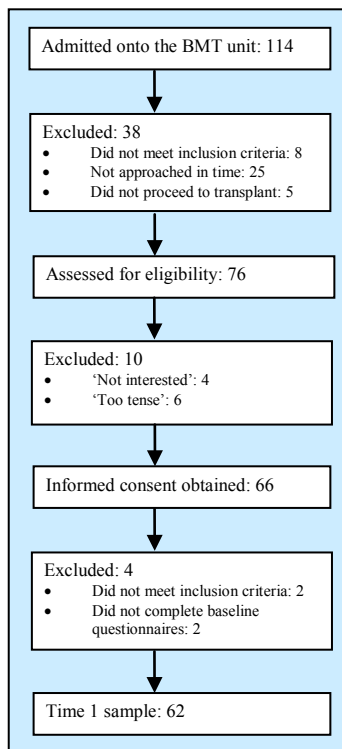 Admitted onto the BMT unit: 114
Excluded: 38
• Did not meet inclusion criteria: 8
• Not approached in time: 25
• Did not proceed to transplant: 5
Assessed for eligibility: 76
Excluded: 10
• ‘Not interested’: 4
• ‘Too tense’: 6
Informed consent obtained: 66
Excluded: 4
• Did not meet inclusion criteria: 2
• Did not complete baseline
questionnaires: 2
Time 1 sample: 62